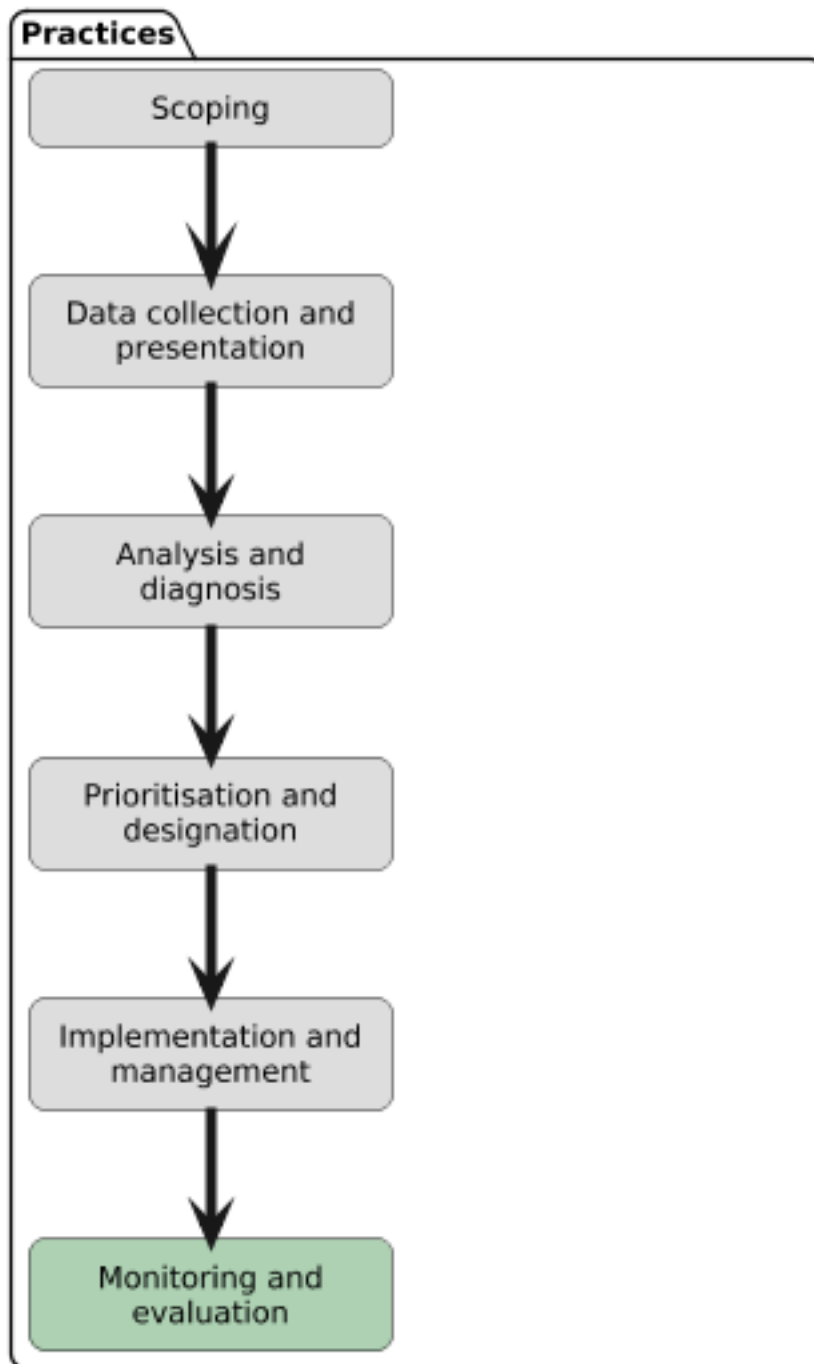 Practices
Scoping
Data collection and
presentation
Analysis and
diagnosis
Prioritisation and
designation
Implementation and
management
Monitoring and
evaluation